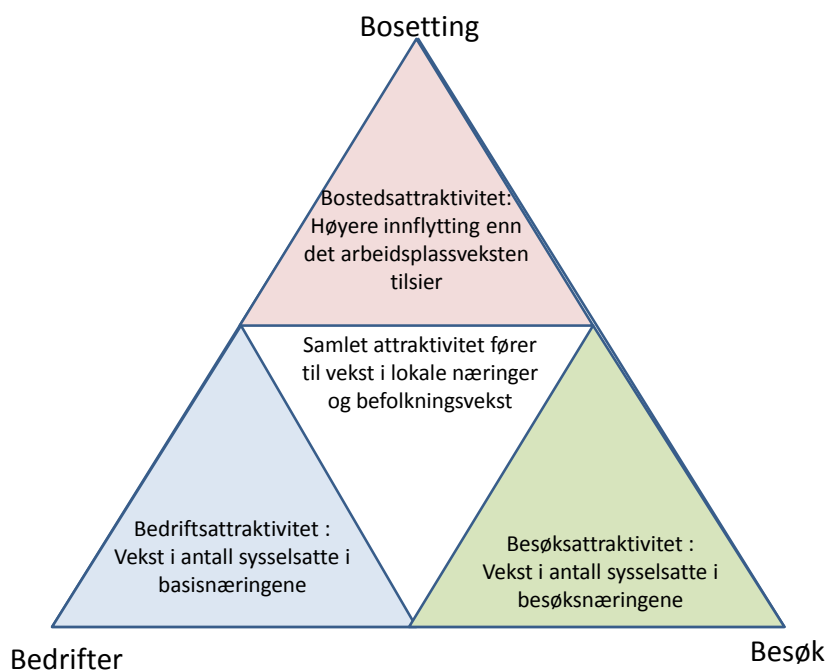 Bosetting
Bostedsattraktivitet:
Høyere innflytting enn
det arbeidsplassveksten
tilsier
Samlet attraktivitet fører
til vekst i lokale næringer
og befolkningsvekst
Bedriftsattraktivitet :
Vekst i antall sysselsatte i
basisnæringene
Besøksattraktivitet :
Vekst i antall sysselsatte i
besøksnæringene
Bedrifter
Besøk